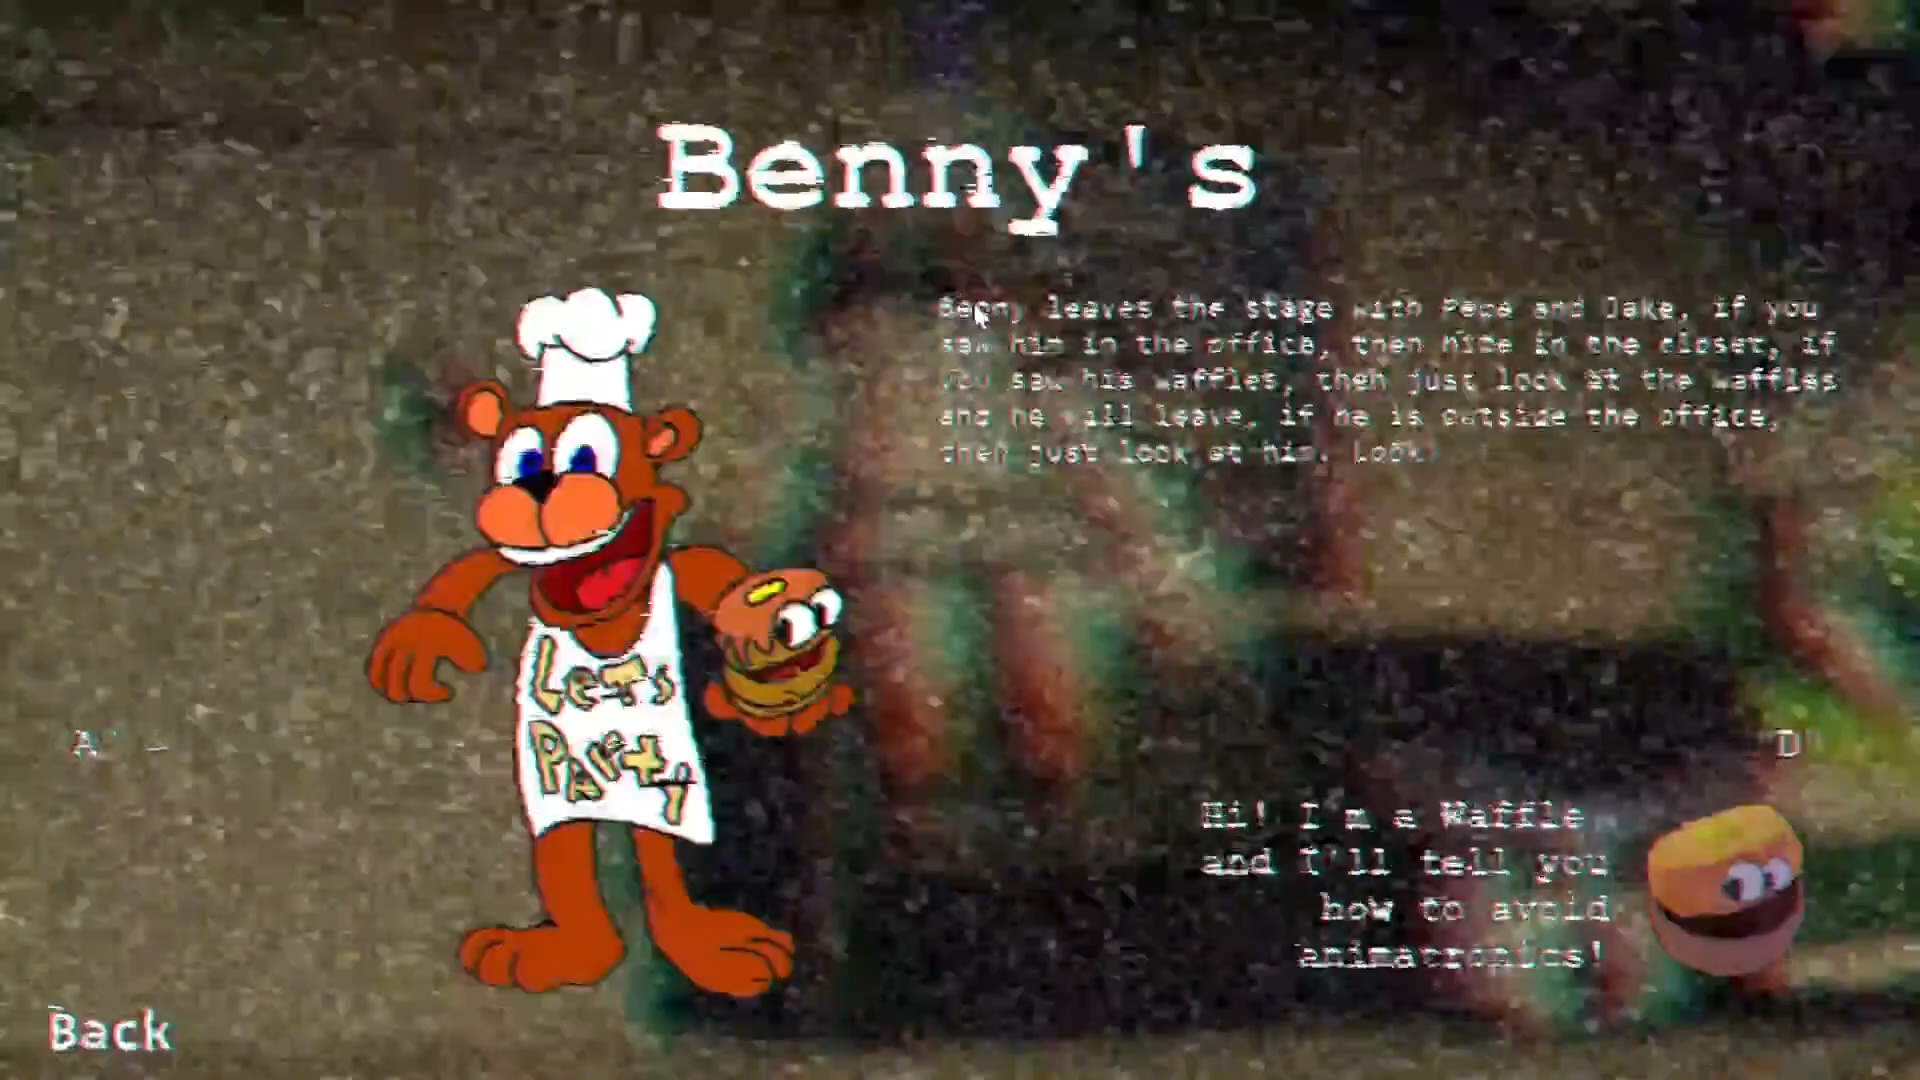 Benny's
Benny leaves the stage with Pepe and Jake, if you
saw him in the office, then hide in the closet, if
you saw his waffles, then just look at the waffles
and he will leave, if he is outside the office,
then just look at him. Look!
LeTs
PArty
A
D
Hi! I'm a Waffle
and I'll tell you
how to avoid
animatronics!
Back